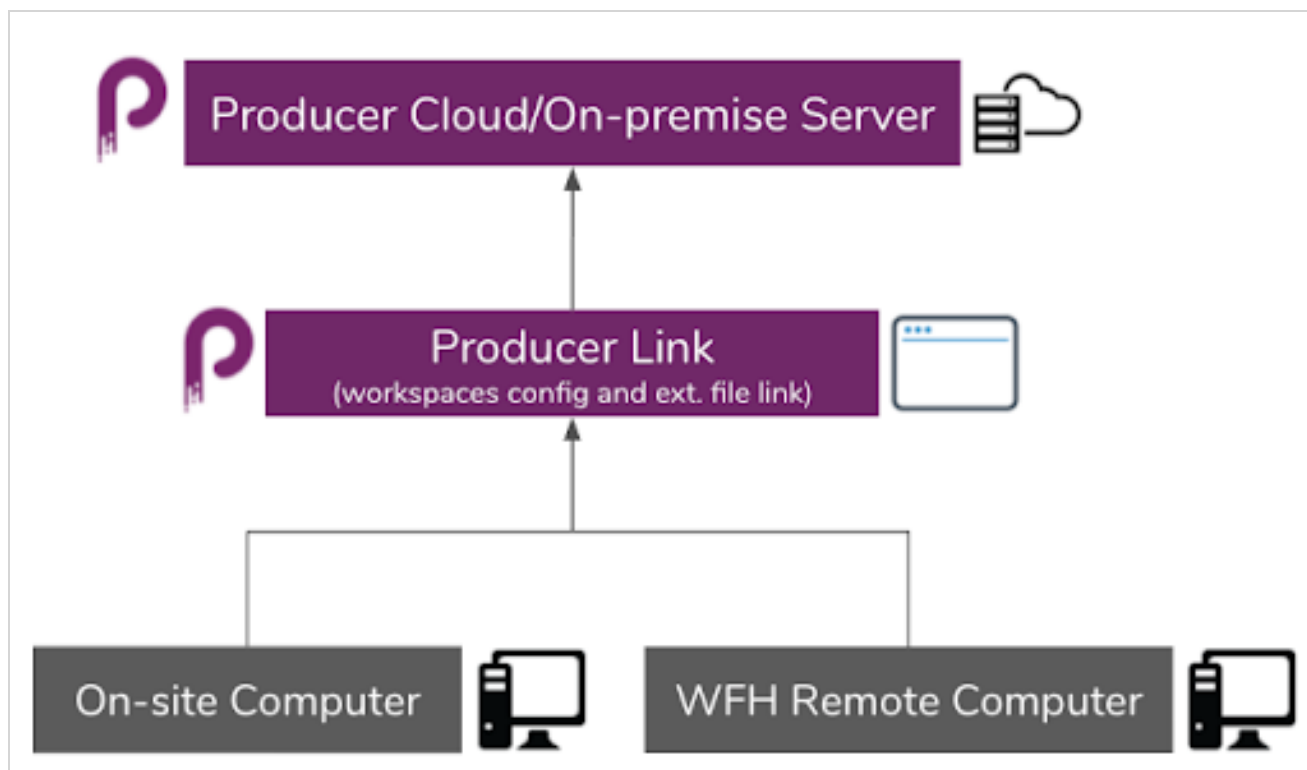 Producer Cloud/On-premise Server
Producer Link
(workspaces config and ext. file link)
On-site Computer
WFH Remote Computer